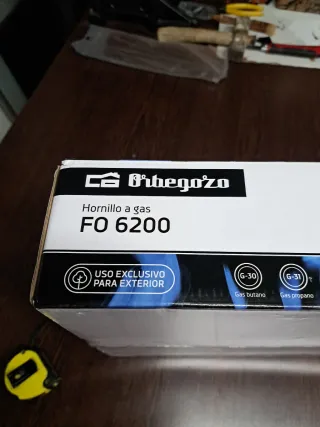 Orbegozo
Hornillo a gas
FO 6200
USO EXCLUSIVO
PARA EXTERIOR
G-30
G-31
Gas butano
Gas propano